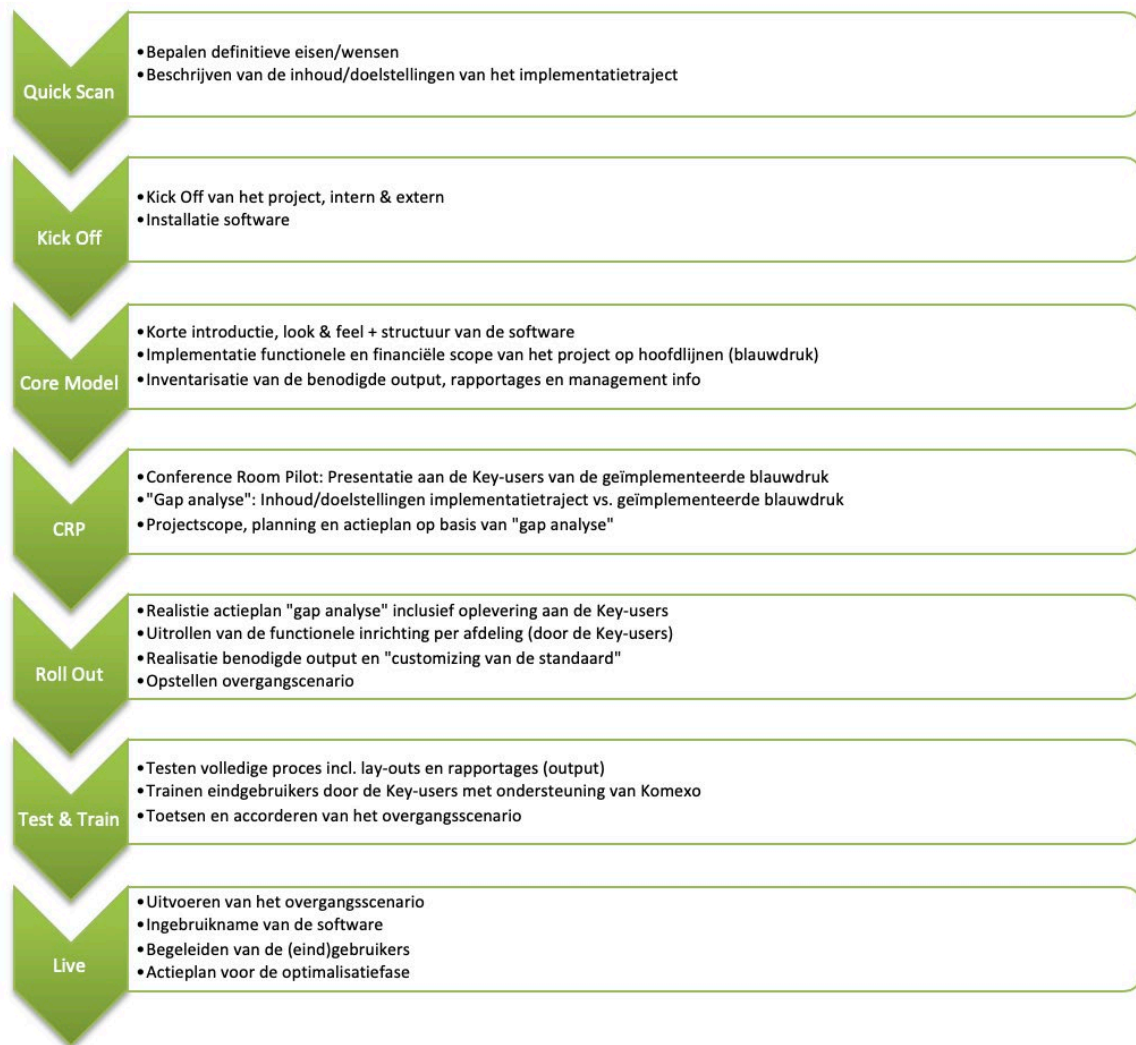 Quick Scan
•Bepalen definitieve eisen/wensen
•Beschrijven van de inhoud/doelstellingen van het implementatietraject
Kick Off
•Kick Off van het project, intern & extern
•Installatie software
Core Model
•Korte introductie, look & feel + structuur van de software
•Implementatie functionele en financiële scope van het project op hoofdlijnen (blauwdruk)
•Inventarisatie van de benodigde output, rapportages en management info
CRP
•Conference Room Pilot: Presentatie aan de Key-users van de geïmplementeerde blauwdruk
•"Gap analyse": Inhoud/doelstellingen implementatietraject vs. geïmplementeerde blauwdruk
•Projectscope, planning en actieplan op basis van "gap analyse"
Roll Out
•Realistie actieplan "gap analyse" inclusief oplevering aan de Key-users
•Uitrollen van de functionele inrichting per afdeling (door de Key-users)
•Realisatie benodigde output en "customizing van de standaard"
•Opstellen overgangscenario
Test & Train
•Testen volledige proces incl. lay-outs en rapportages (output)
•Trainen eindgebruikers door de Key-users met ondersteuning van Komexo
•Toetsen en accorderen van het overgangsscenario
Live
•Uitvoeren van het overgangsscenario
•Ingebruikname van de software
•Begeleiden van de (eind)gebruikers
•Actieplan voor de optimalisatiefase